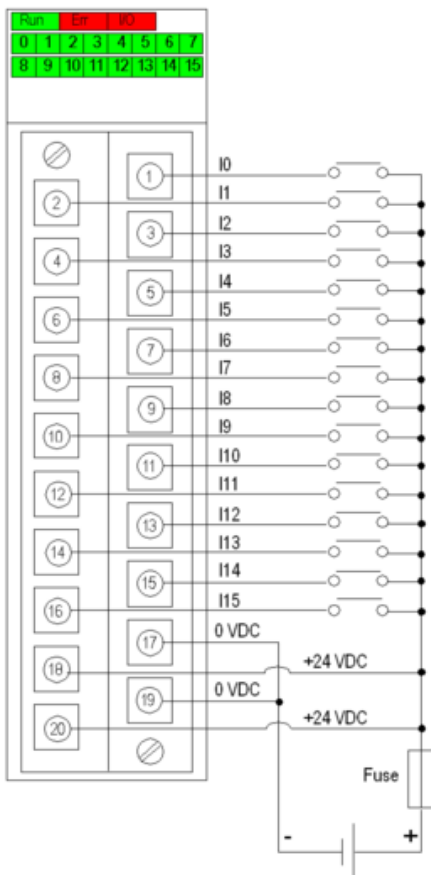 Run Err I/O
0 1 2 3 4 5 6 7
8 9 10 11 12 13 14 15
1 I0
2 I1
3 I2
4 I3
5 I4
6 I5
7 I6
8 I7
9 I8
10 I9
11 I10
12 I11
13 I12
14 I13
15 I14
16 I15
17 0 VDC
18 +24 VDC
19 0 VDC
20 +24 VDC
Fuse
- +